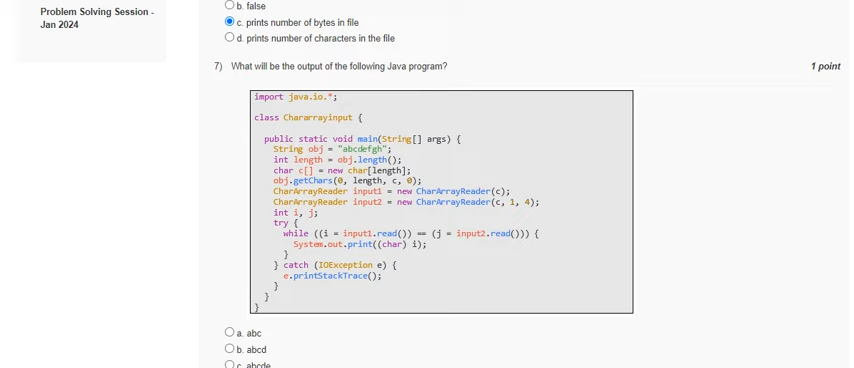 Problem Solving Session -
Jan 2024
b. false
c. prints number of bytes in file
d. prints number of characters in the file
7) What will be the output of the following Java program?
1 point
import java.io.*;
class Chararrayinput {
public static void main(String[] args) {
String obj = "abcdefgh";
int length = obj.length();
char c[] = new char[length];
obj.getChars(0, length, c, 0);
CharArrayReader input1 = new CharArrayReader(c);
CharArrayReader input2 = new CharArrayReader(c, 1, 4);
int i, j;
try {
while ((i = input1.read()) == (j = input2.read())) {
System.out.print((char) i);
}
} catch (IOException e) {
e.printStackTrace();
}
}
}
a. abc
b. abcd
c. abcde